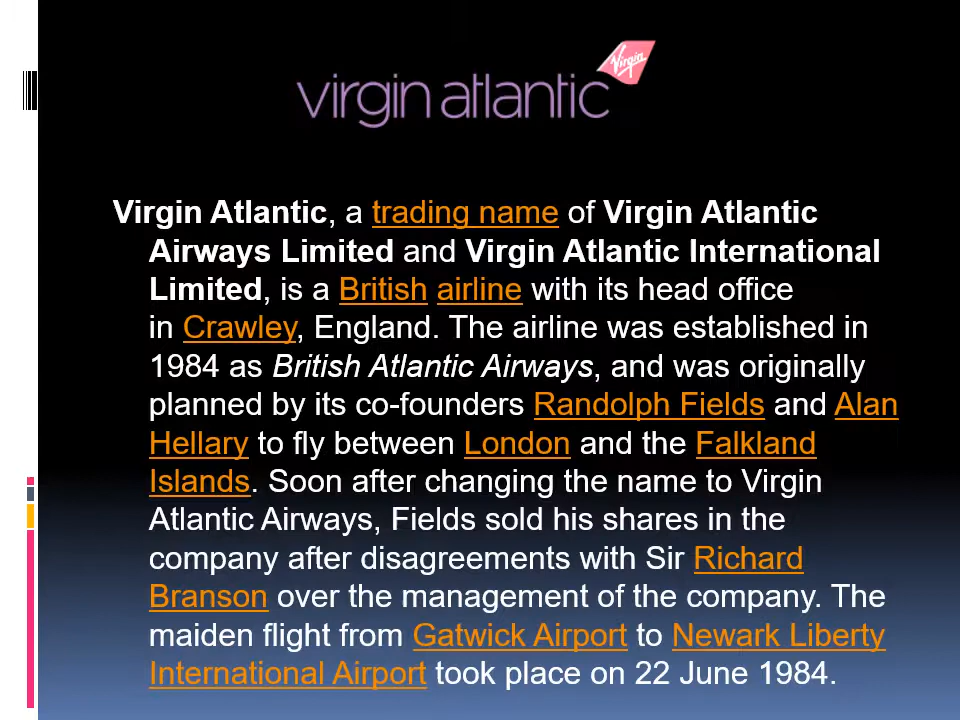 virgin atlantic
Virgin
Virgin Atlantic, a trading name of Virgin Atlantic
Airways Limited and Virgin Atlantic International
Limited, is a British airline with its head office
in Crawley, England. The airline was established in
1984 as British Atlantic Airways, and was originally
planned by its co-founders Randolph Fields and Alan
Hellary to fly between London and the Falkland
Islands. Soon after changing the name to Virgin
Atlantic Airways, Fields sold his shares in the
company after disagreements with Sir Richard
Branson over the management of the company. The
maiden flight from Gatwick Airport to Newark Liberty
International Airport took place on 22 June 1984.